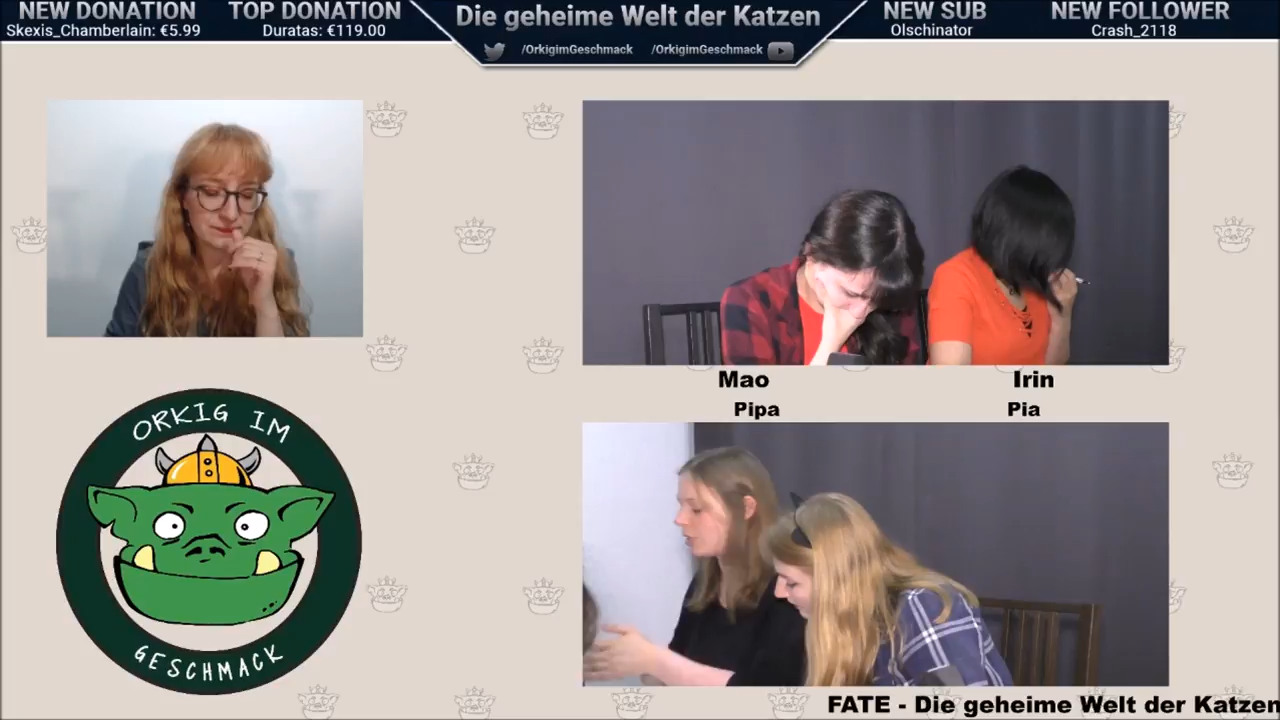 NEW DONATION
Skexis_Chamberlain: €5.99
TOP DONATION
Duratas: €119.00
Die geheime Welt der Katzen
/OrkigimGeschmack /OrkigimGeschmack
NEW SUB
Olschinator
NEW FOLLOWER
Crash_2118
Mao
Pipa
Irin
Pia
ORKIG IM
GESCHMACK
FATE - Die geheime Welt der Katzen